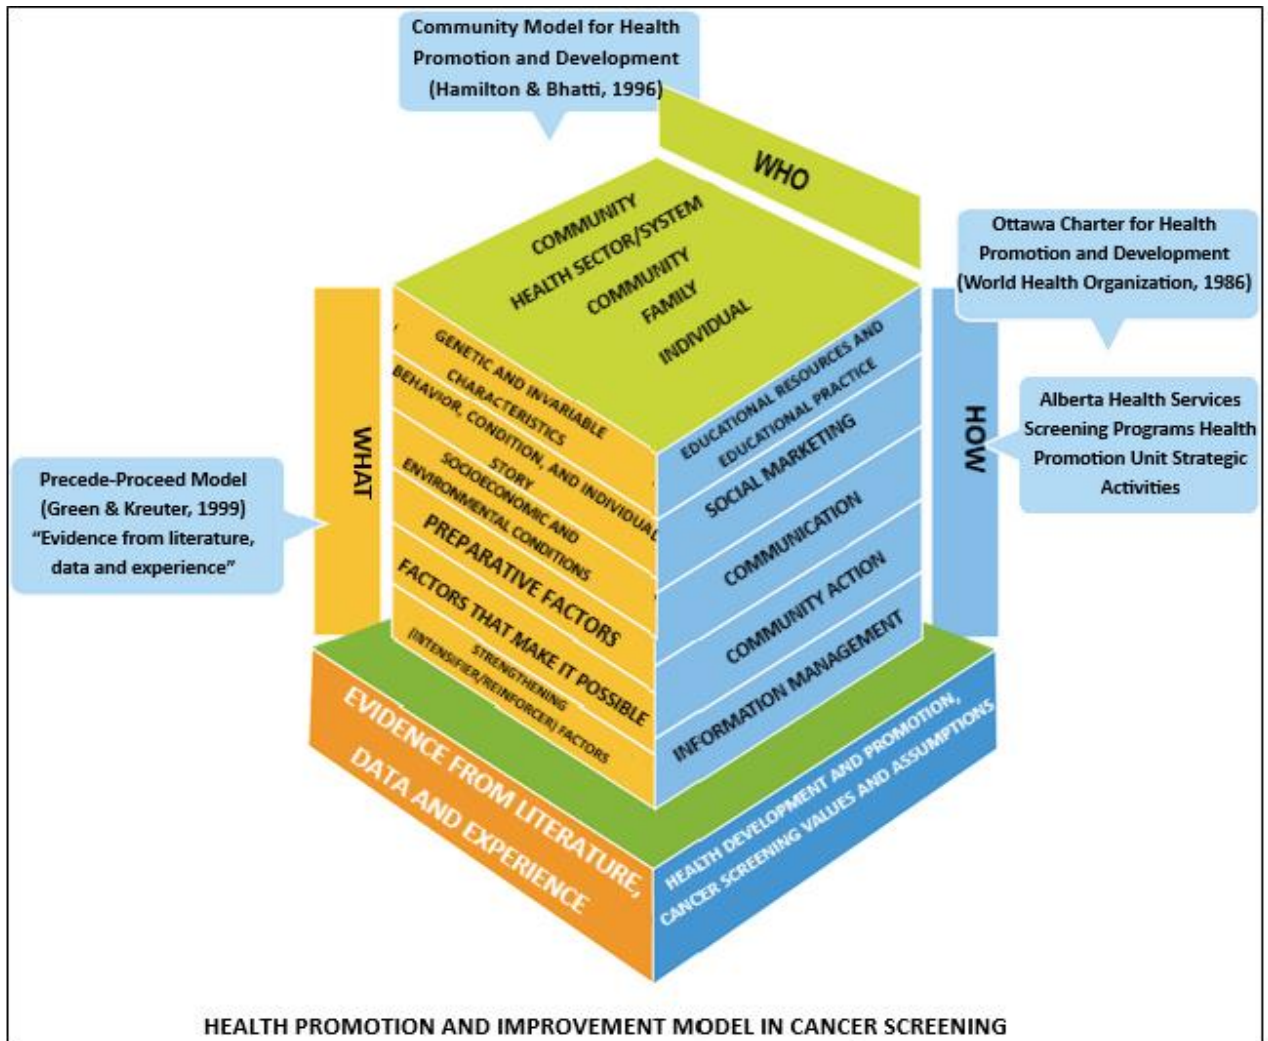 Community Model for Health
Promotion and Development
(Hamilton & Bhatti, 1996)
WHO
COMMUNITY
HEALTH SECTOR/SYSTEM
COMMUNITY
FAMILY
INDIVIDUAL
Ottawa Charter for Health
Promotion and Development
(World Health Organization, 1986)
Alberta Health Services
Screening Programs Health
Promotion Unit Strategic
Activities
HOW
EDUCATIONAL RESOURCES AND
EDUCATIONAL PRACTICE
SOCIAL MARKETING
COMMUNICATION
COMMUNITY ACTION
INFORMATION MANAGEMENT
WHAT
GENETIC AND INVARIABLE
CHARACTERISTICS
BEHAVIOR, CONDITION, AND INDIVIDUAL
STORY
SOCIOECONOMIC AND
ENVIRONMENTAL CONDITIONS
PREPARATIVE FACTORS
FACTORS THAT MAKE IT POSSIBLE
STRENGTHENING
(INTENSIFIER/REINFORCER) FACTORS
Precede-Proceed Model
(Green & Kreuter, 1999)
“Evidence from literature,
data and experience”
EVIDENCE FROM LITERATURE,
DATA AND EXPERIENCE
HEALTH DEVELOPMENT AND PROMOTION,
CANCER SCREENING VALUES AND ASSUMPTIONS
HEALTH PROMOTION AND IMPROVEMENT MODEL IN CANCER SCREENING